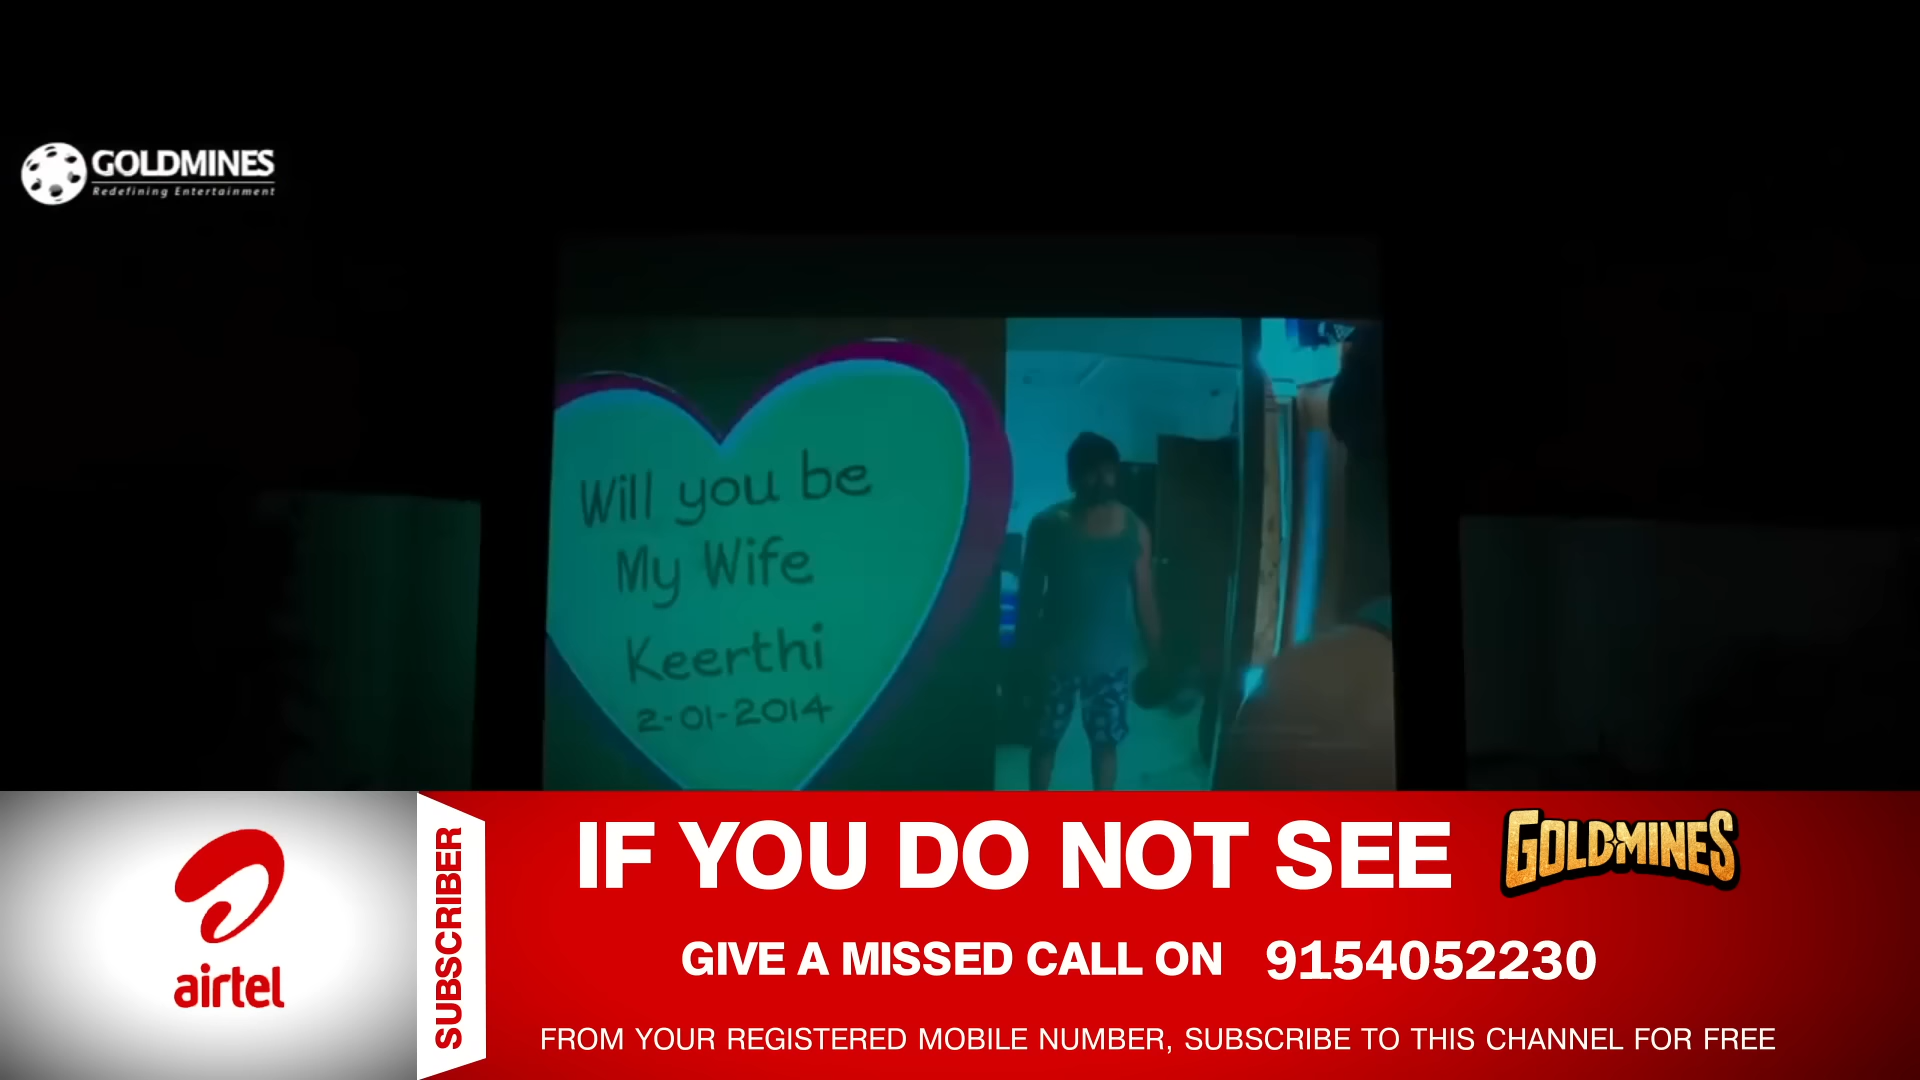 GOLDMINES
Redefining Entertainment
Will you be
My Wife
Keerthi
2-01-2014
airtel
SUBSCRIBER
IF YOU DO NOT SEE GOLDMINES
GIVE A MISSED CALL ON 9154052230
FROM YOUR REGISTERED MOBILE NUMBER, SUBSCRIBE TO THIS CHANNEL FOR FREE